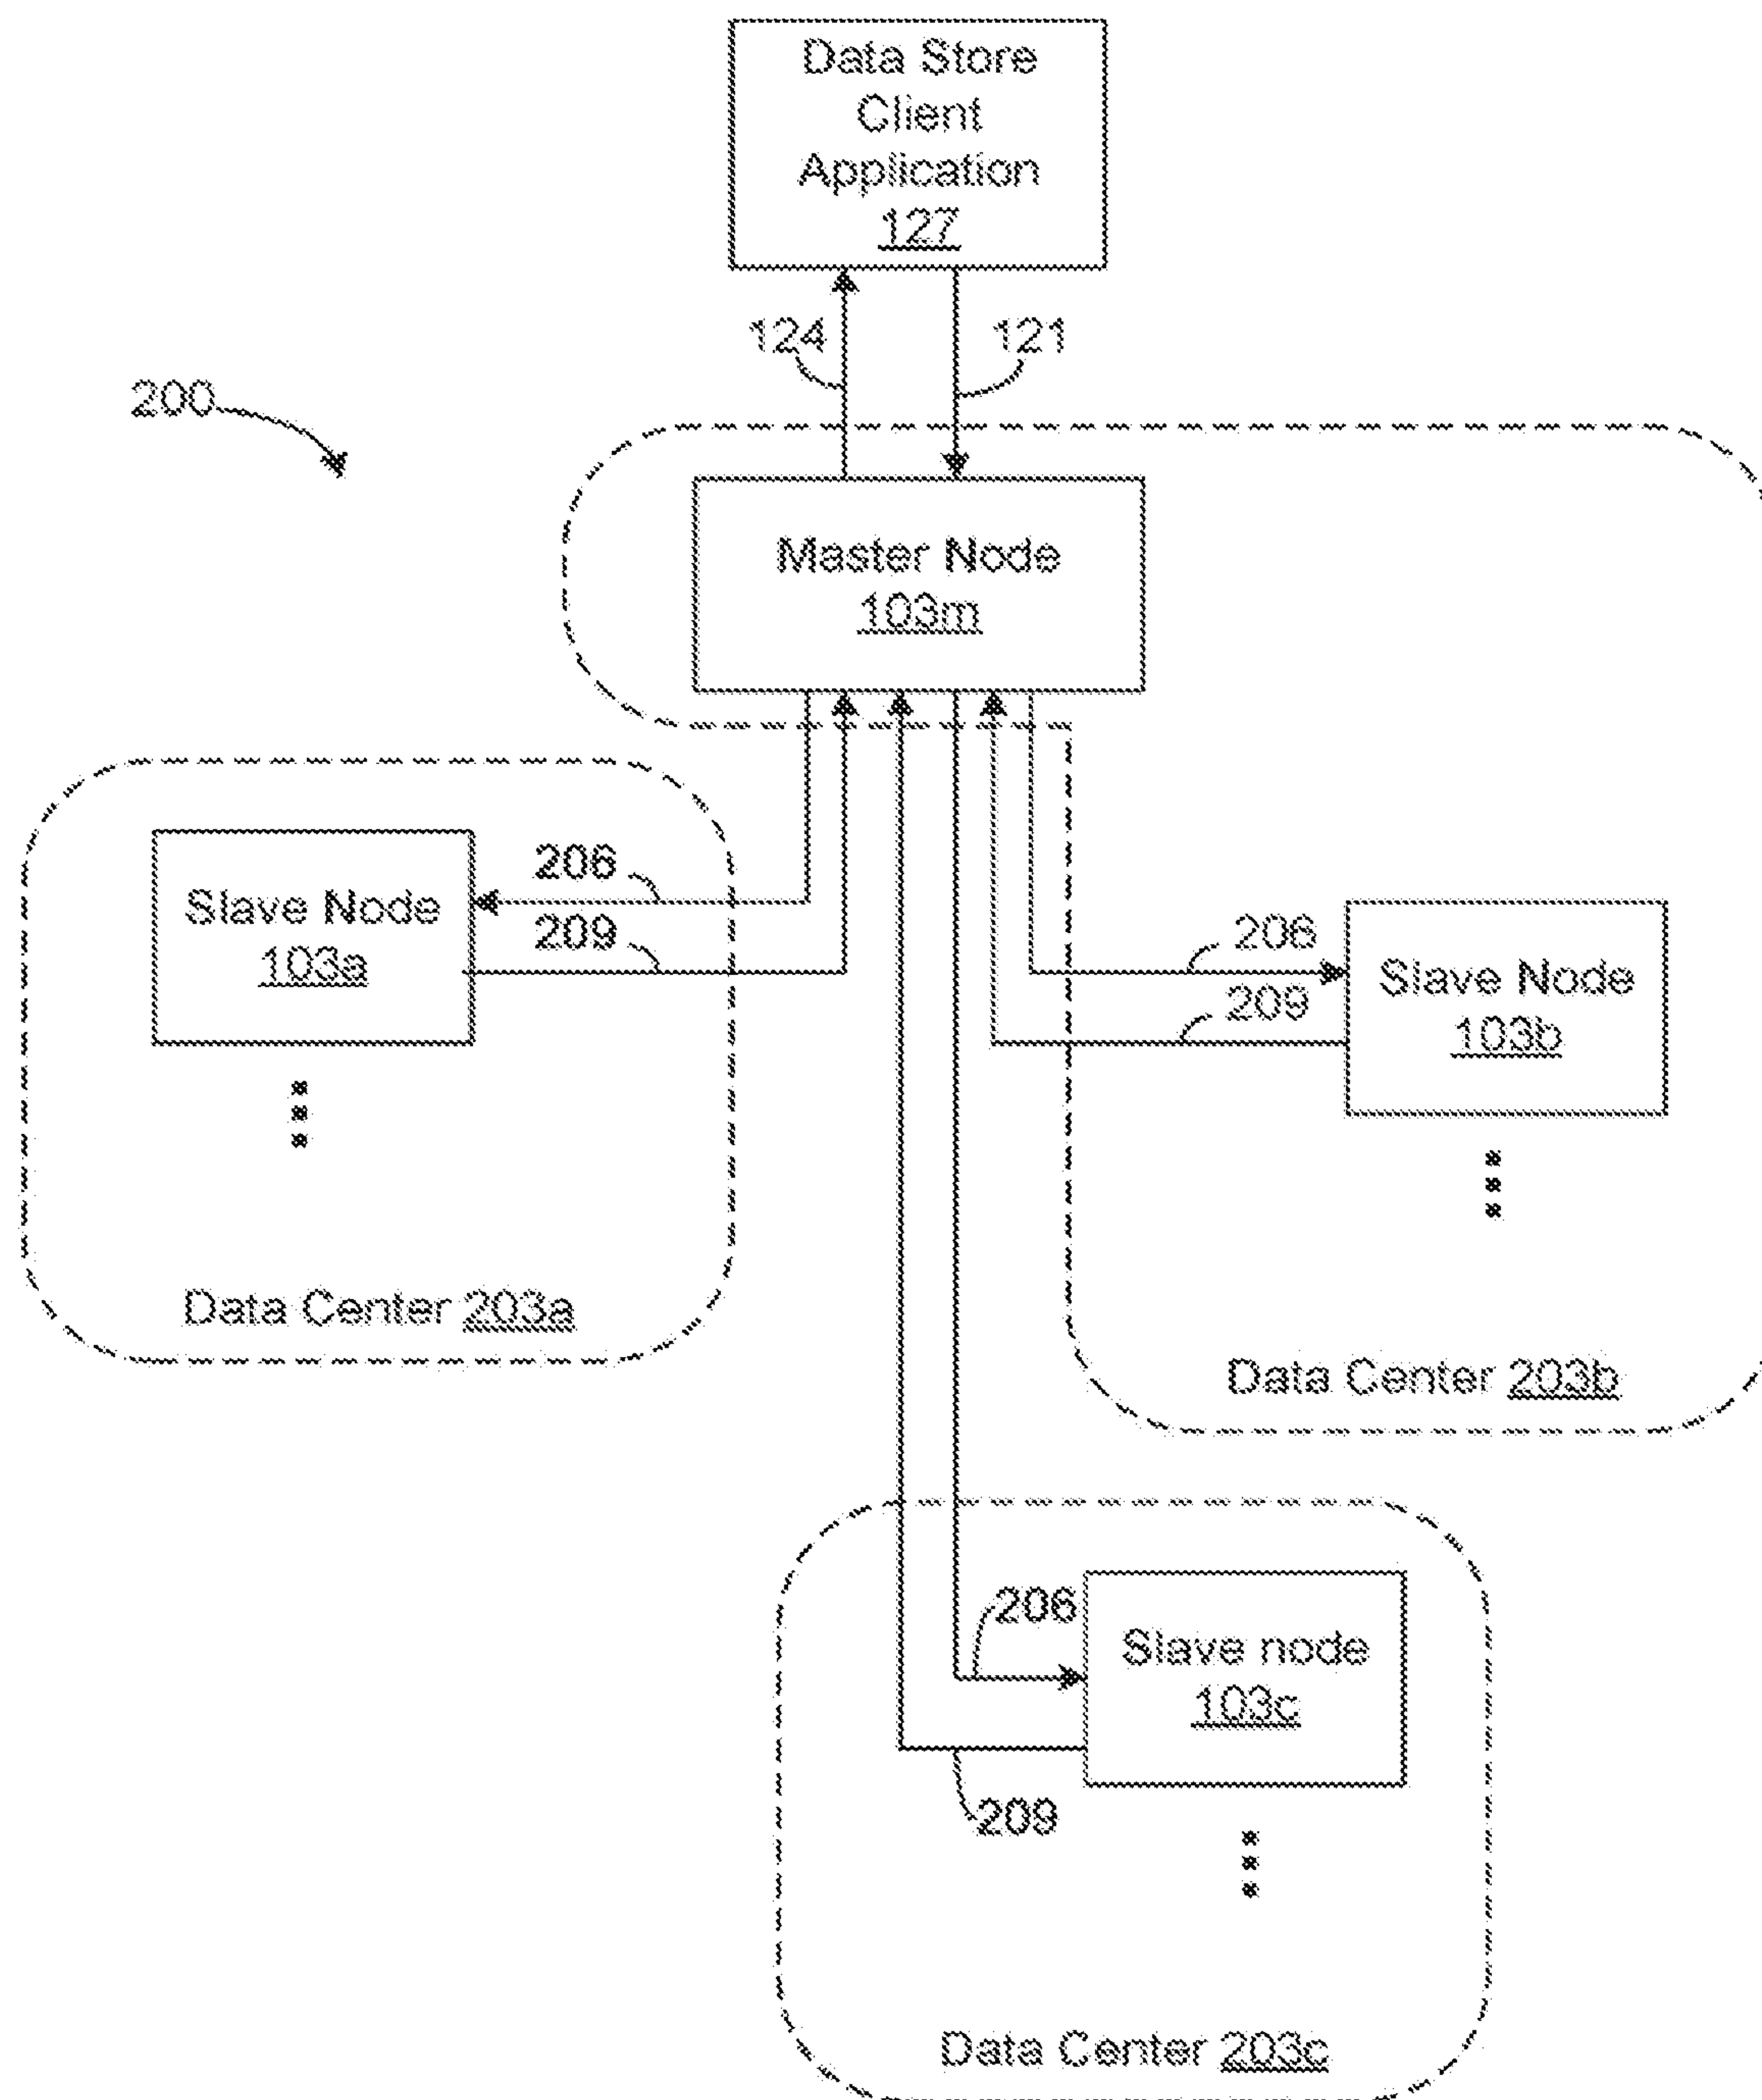 Data Store
Client
Application
127
124
121
200
Master Node
103m
206
Slave Node
103a
209
206
Slave Node
103b
209
Data Center 203a
Data Center 203b
206
Slave node
103c
209
Data Center 203c